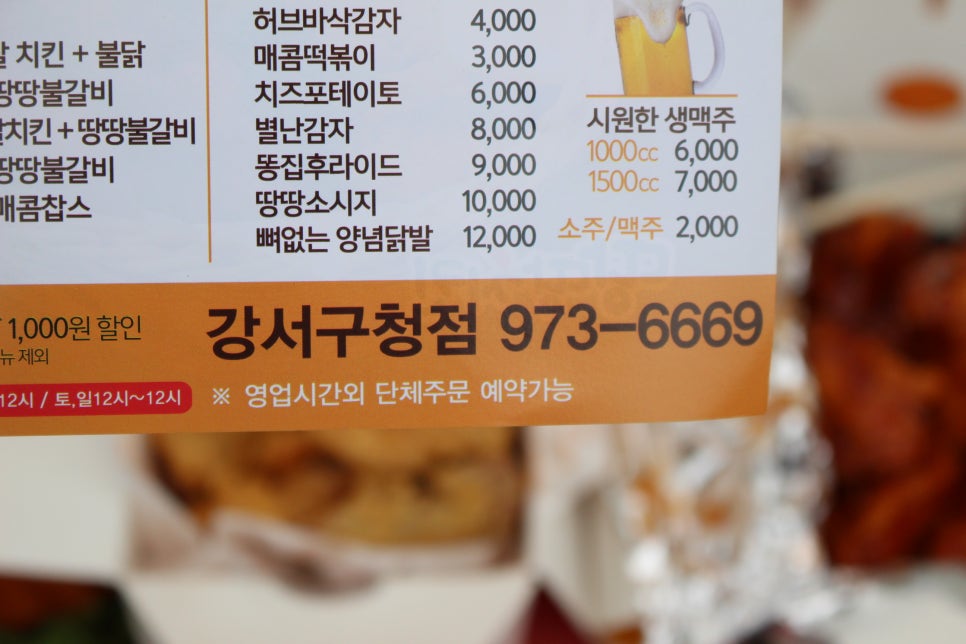 치킨 + 불닭
땅땅불갈비
치킨 + 땅땅불갈비
땅땅불갈비
매콤찹스
허브바삭감자 4,000
매콤떡볶이 3,000
치즈포테이토 6,000
별난감자 8,000
똥집후라이드 9,000
땅땅소시지 10,000
뼈없는 양념닭발 12,000
시원한 생맥주
1000cc 6,000
1500cc 7,000
소주/맥주 2,000
1,000원 할인
뉴 제외
12시 / 토,일12시~12시
강서구청점 973-6669
※ 영업시간외 단체주문 예약가능